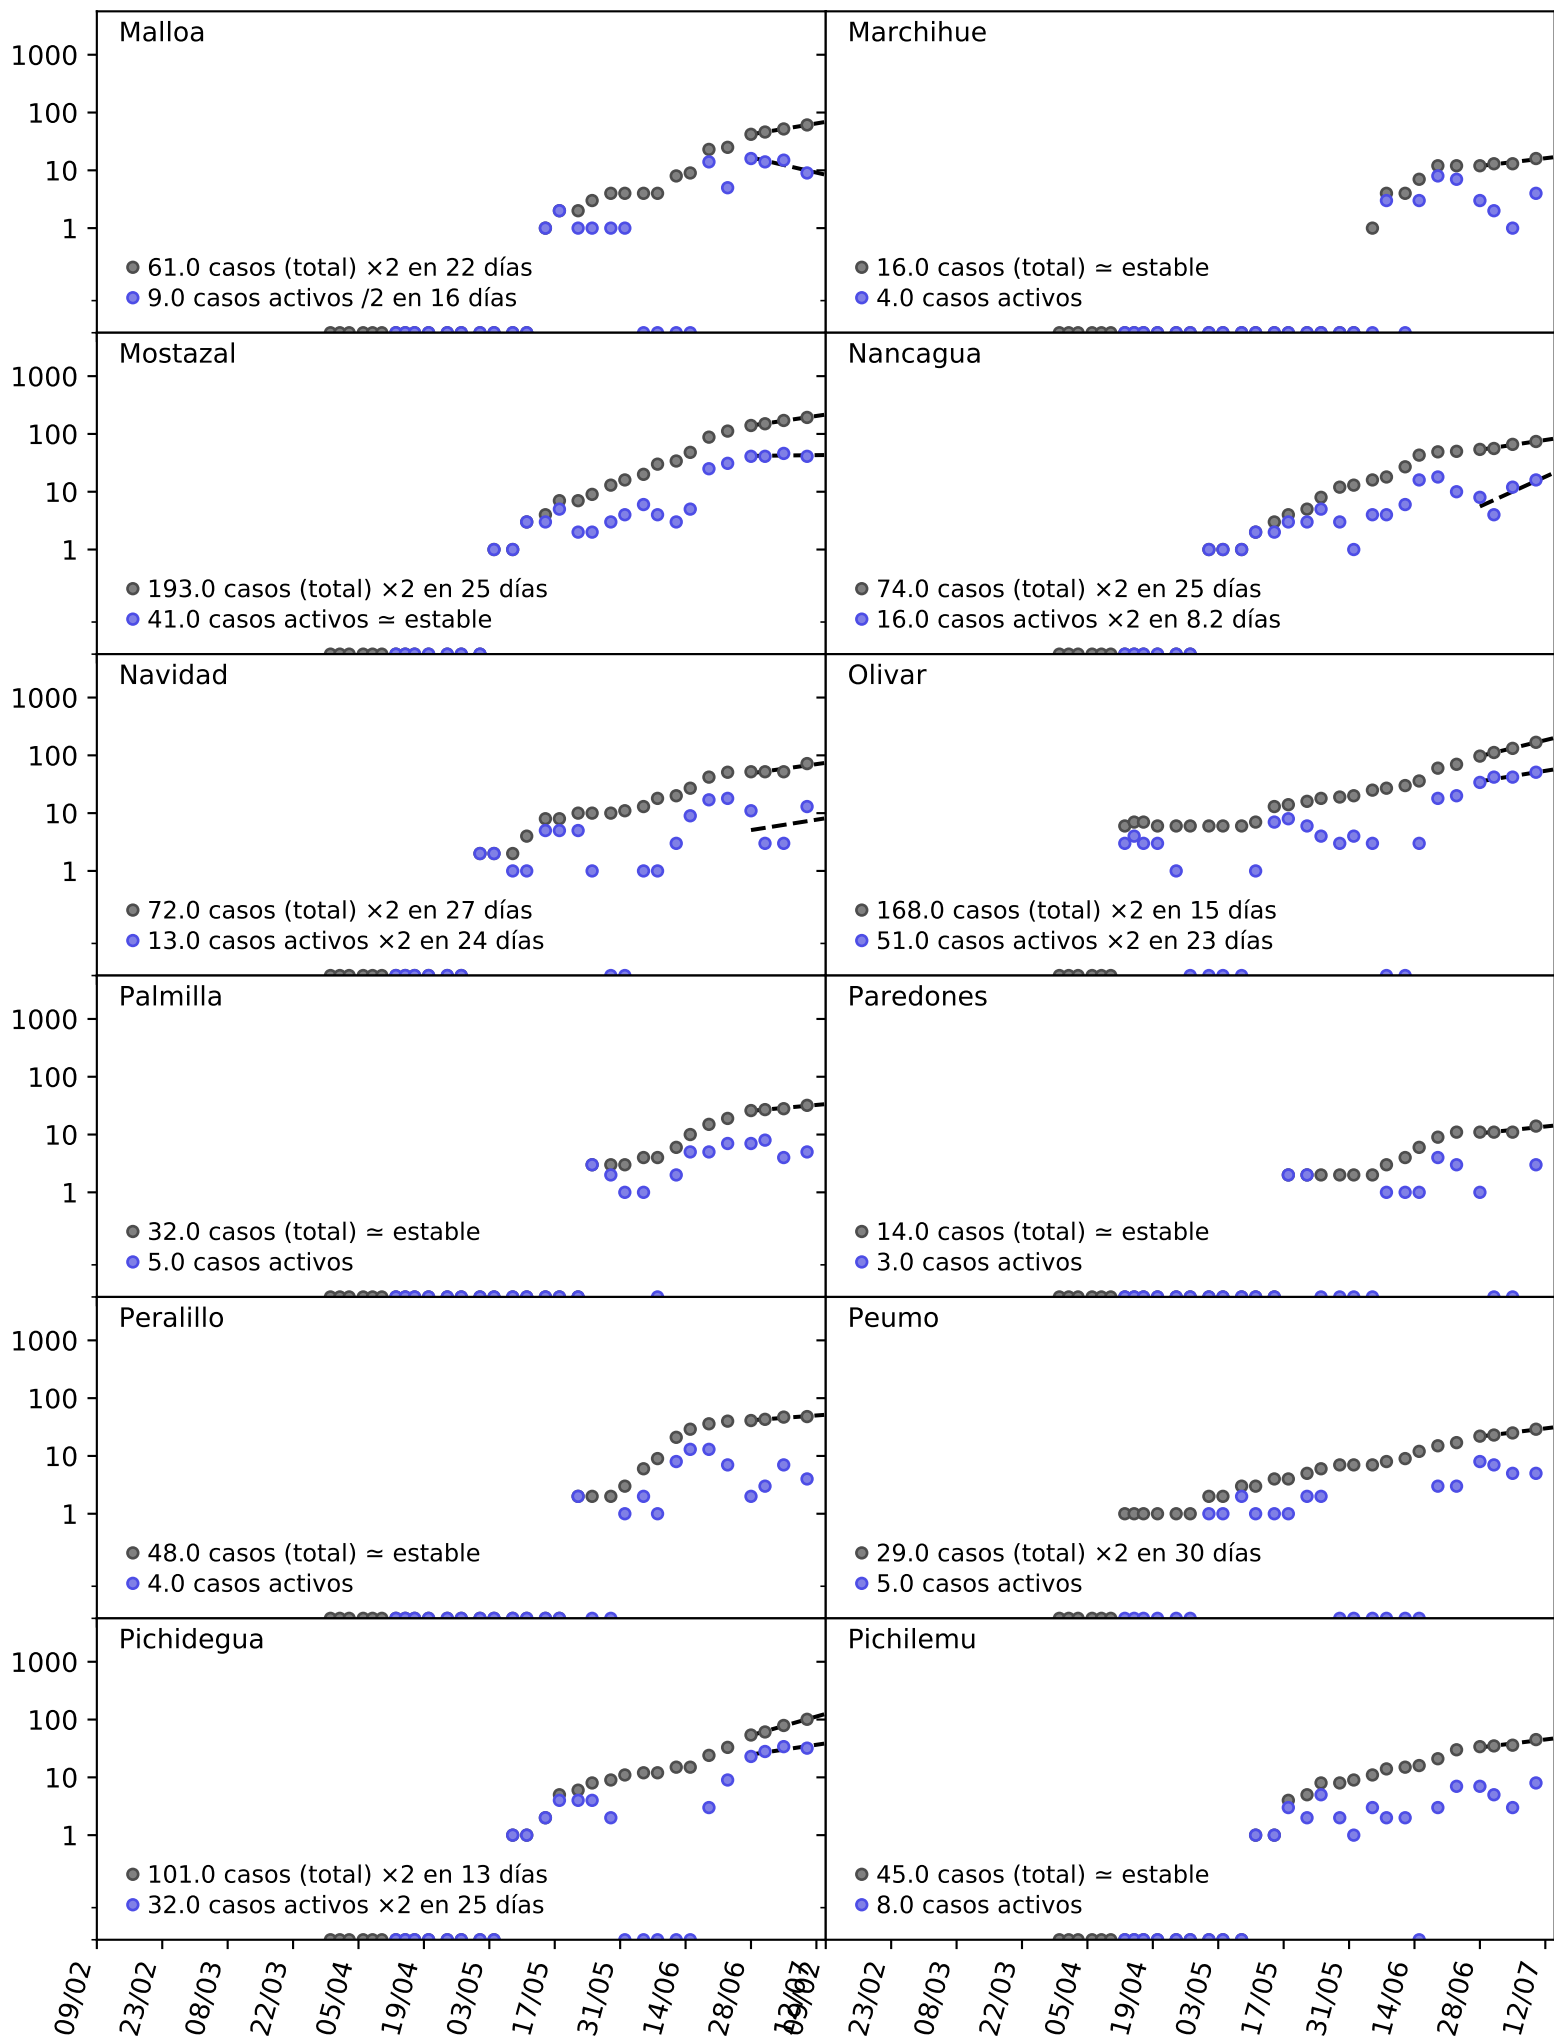 Malloa
Marchihue
1000
100
10
1
61.0 casos (total) ×2 en 22 días
9.0 casos activos /2 en 16 días
16.0 casos (total) ≃ estable
4.0 casos activos
Mostazal
Nancagua
1000
100
10
1
193.0 casos (total) ×2 en 25 días
41.0 casos activos ≃ estable
74.0 casos (total) ×2 en 25 días
16.0 casos activos ×2 en 8.2 días
Navidad
Olivar
1000
100
10
1
72.0 casos (total) ×2 en 27 días
13.0 casos activos ×2 en 24 días
168.0 casos (total) ×2 en 15 días
51.0 casos activos ×2 en 23 días
Palmilla
Paredones
1000
100
10
1
32.0 casos (total) ≃ estable
5.0 casos activos
14.0 casos (total) ≃ estable
3.0 casos activos
Peralillo
Peumo
1000
100
10
1
48.0 casos (total) ≃ estable
4.0 casos activos
29.0 casos (total) ×2 en 30 días
5.0 casos activos
Pichidegua
Pichilemu
1000
100
10
1
101.0 casos (total) ×2 en 13 días
32.0 casos activos ×2 en 25 días
45.0 casos (total) ≃ estable
8.0 casos activos
09/02
23/02
08/03
22/03
05/04
19/04
03/05
17/05
31/05
14/06
28/06
12/07
09/02
23/02
08/03
22/03
05/04
19/04
03/05
17/05
31/05
14/06
28/06
12/07